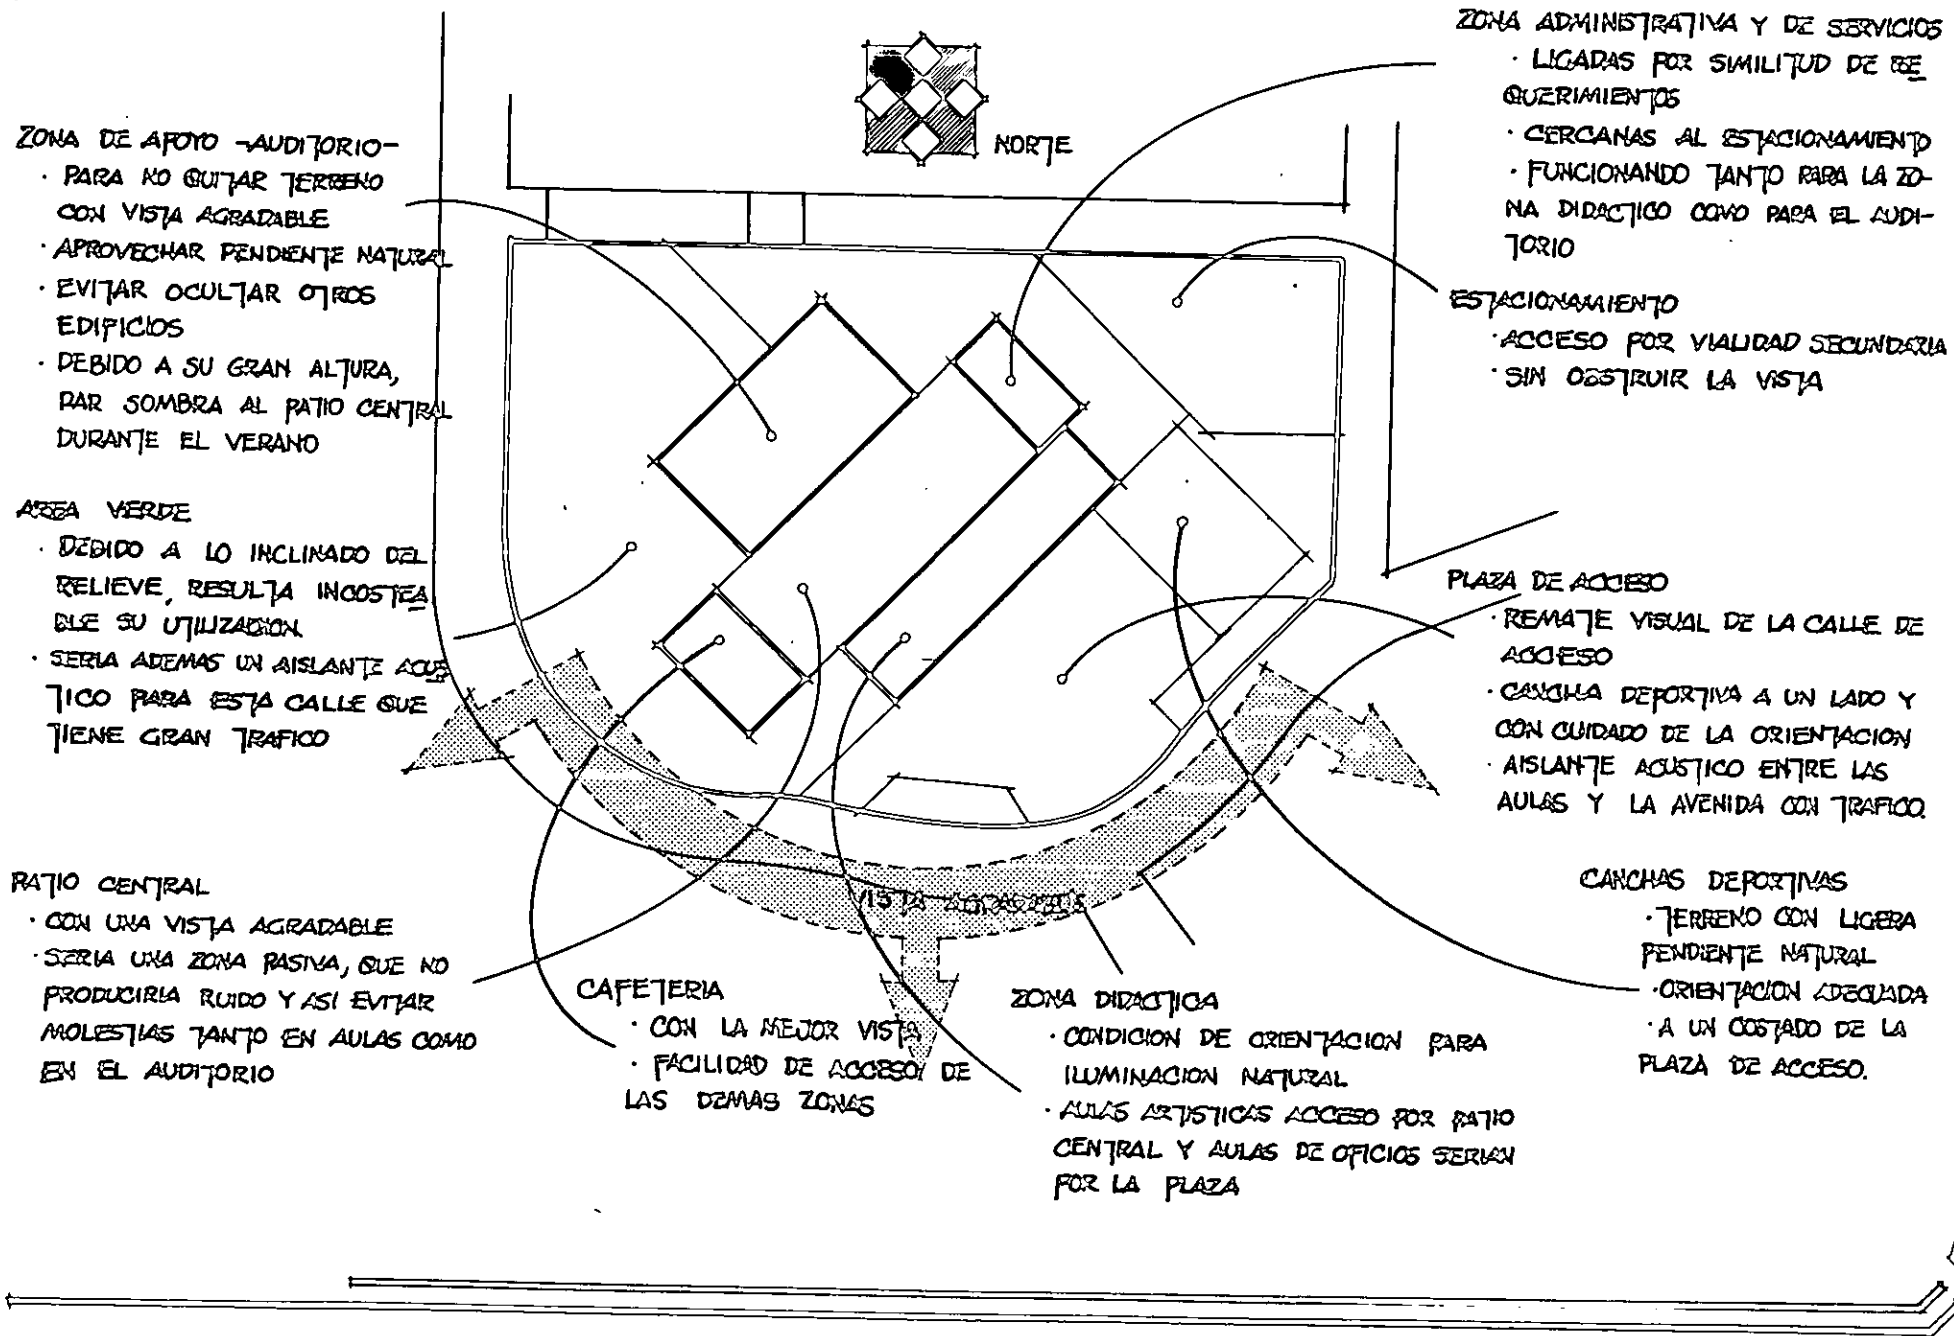 NORTE
ZONA DE APOYO -AUDITORIO-
· PARA NO QUITAR TERRENO
CON VISTA AGRADABLE
· APROVECHAR PENDIENTE NATURAL
· EVITAR OCULTAR OTROS
EDIFICIOS
· DEBIDO A SU GRAN ALTURA,
DAR SOMBRA AL PATIO CENTRAL
DURANTE EL VERANO
AREA VERDE
· DEBIDO A LO INCLINADO DEL
RELIEVE, RESULTA INCOSTEA
BLE SU UTILIZACION
· SERIA ADEMAS UN AISLANTE ACUS
TICO PARA ESTA CALLE QUE
TIENE GRAN TRAFICO
PATIO CENTRAL
· CON UNA VISTA AGRADABLE
· SERIA UNA ZONA PASIVA, QUE NO
PRODUCIRIA RUIDO Y ASI EVITAR
MOLESTIAS TANTO EN AULAS COMO
EN EL AUDITORIO
VISTA AGRADABLE
CAFETERIA
· CON LA MEJOR VISTA
· FACILIDAD DE ACCESO DE
LAS DEMAS ZONAS
ZONA DIDACTICA
· CONDICION DE ORIENTACION PARA
ILUMINACION NATURAL
· AULAS ARTISTICAS ACCESO POR PATIO
CENTRAL Y AULAS DE OFICIOS SERIAN
POR LA PLAZA
ZONA ADMINISTRATIVA Y DE SERVICIOS
· LIGADAS POR SIMILITUD DE RE
QUERIMIENTOS
· CERCANAS AL ESTACIONAMIENTO
· FUNCIONANDO TANTO PARA LA ZO-
NA DIDACTICO COMO PARA EL AUDI-
TORIO
ESTACIONAMIENTO
· ACCESO POR VIALIDAD SECUNDARIA
· SIN OBSTRUIR LA VISTA
PLAZA DE ACCESO
· REMATE VISUAL DE LA CALLE DE
ACCESO
· CANCHA DEPORTIVA A UN LADO Y
CON CUIDADO DE LA ORIENTACION
· AISLANTE ACUSTICO ENTRE LAS
AULAS Y LA AVENIDA CON TRAFICO.
CANCHAS DEPORTIVAS
· TERRENO CON LIGERA
PENDIENTE NATURAL
· ORIENTACION ADECUADA
· A UN COSTADO DE LA
PLAZA DE ACCESO.